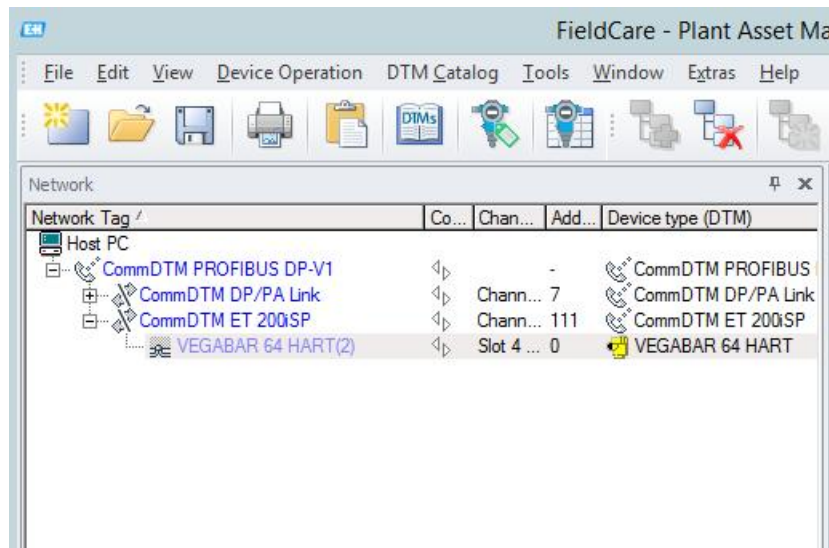 FieldCare - Plant Asset Ma
File Edit View Device Operation DTM Catalog Tools Window Extras Help
DTMs
Network
Network Tag / Co... Chan... Add... Device type (DTM)
Host PC
CommDTM PROFIBUS DP-V1 - CommDTM PROFIBUS
CommDTM DP/PA Link Chann... 7 CommDTM DP/PA Link
CommDTM ET 200iSP Chann... 111 CommDTM ET 200iSP
VEGABAR 64 HART(2) Slot 4 ... 0 VEGABAR 64 HART